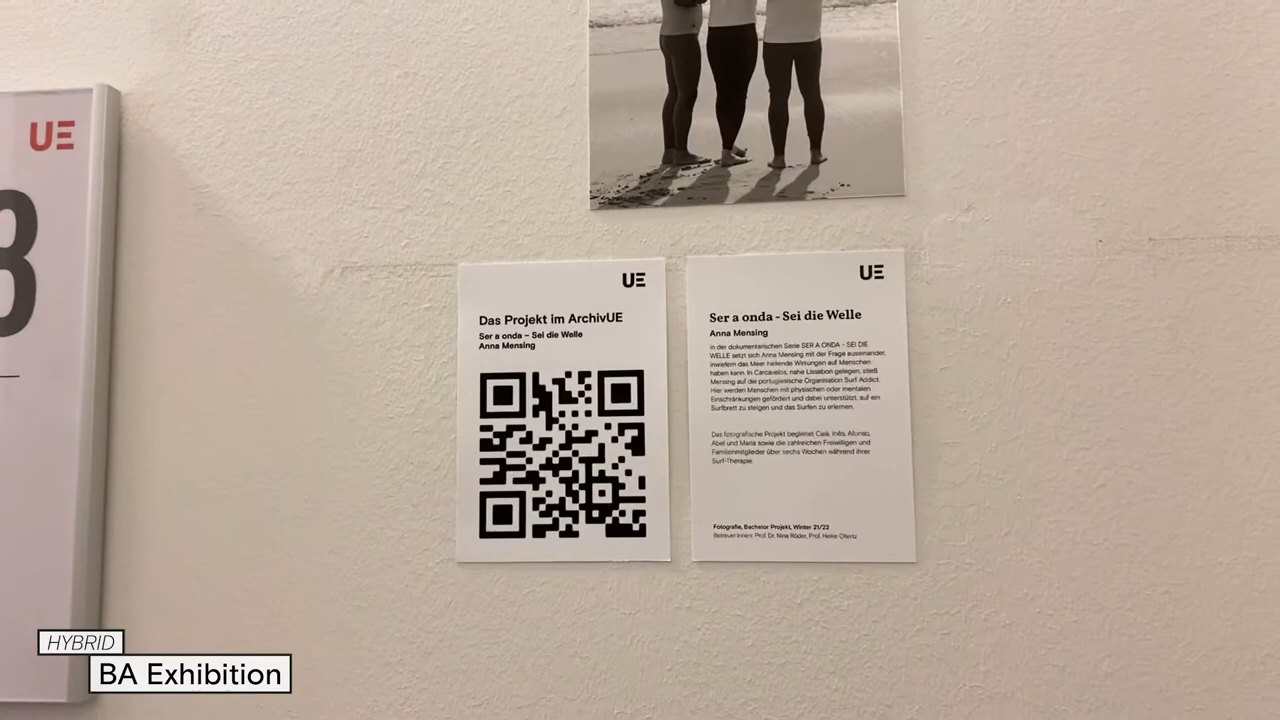 UE
8
UE
Das Projekt im ArchivUE
Ser a onda – Sei die Welle
Anna Mensing
UE
Ser a onda - Sei die Welle
Anna Mensing
In der dokumentarischen Serie SER A ONDA - SEI DIE
WELLE setzt sich Anna Mensing mit der Frage auseinander,
inwiefern das Meer heilende Wirkungen auf Menschen
haben kann. In Carcavelos, nahe Lissabon gelegen, stieß
Mensing auf die portugiesische Organisation Surf Addict.
Hier werden Menschen mit physischen oder mentalen
Einschränkungen gefördert und dabei unterstützt, auf ein
Surfbrett zu steigen und das Surfen zu erlernen.
Das fotografische Projekt begleitet Inês, Afonso,
Abel und Maria sowie die zahlreichen Freiwilligen und
Familienmitglieder über sechs Wochen während ihrer
Surf-Therapie.
Fotografie, Bachelor Projekt, Winter 21/22
Betreuer:innen: Prof. Dr. Nina Röder, Prof. Heike Ollertz
HYBRID
BA Exhibition